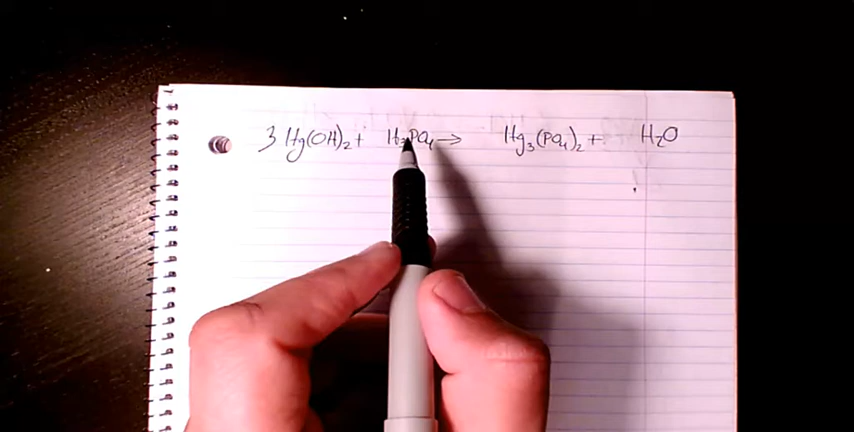 3 Hg(OH)₂ + H₃PO₄ → Hg₃(PO₄)₂ + H₂O